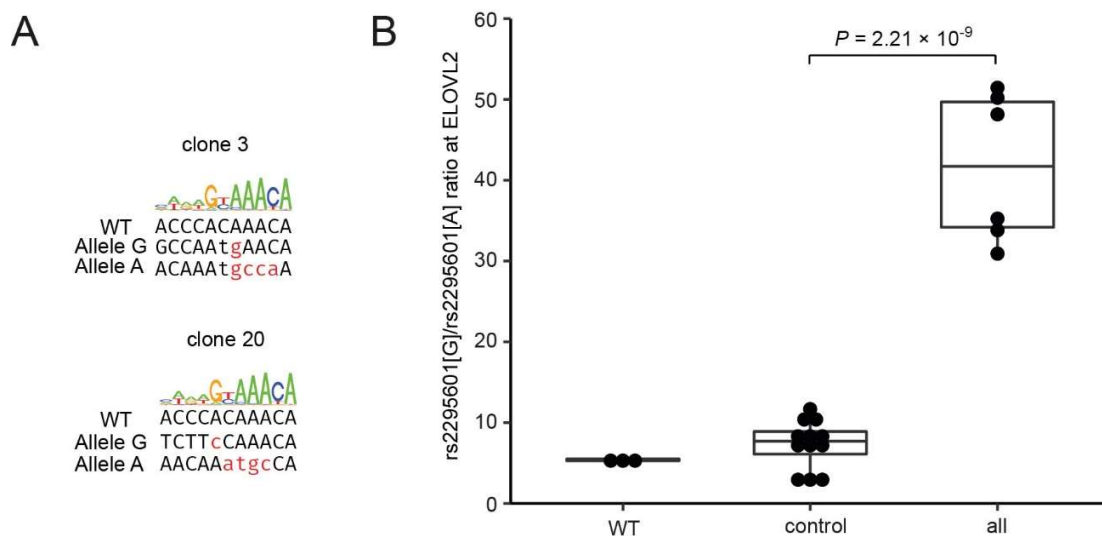 A
clone 3
WT ACCCACAAACA
Allele G GCCAAtgAACA
Allele A ACAAAtgccaA
clone 20
WT ACCCACAAACA
Allele G TCTTcCAAACA
Allele A AACAAatgcCA
B
rs2295601[G]/rs2295601[A] ratio at ELOVL2
60
50
40
30
20
10
0
P = 2.21 × 10-9
WT control all